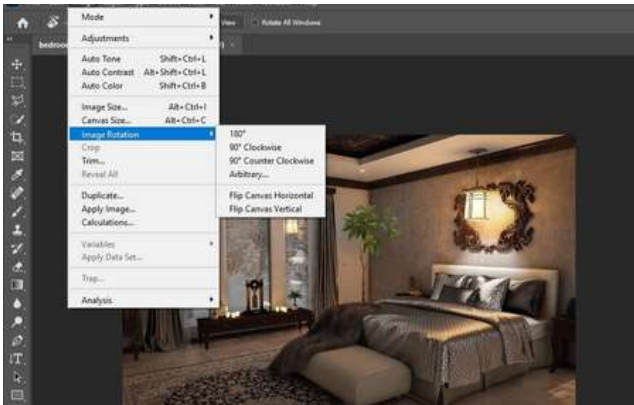 View
Rotate All Windows
bedroom
Mode
Adjustments
Auto Tone Shift+Ctrl+L
Auto Contrast Alt+Shift+Ctrl+L
Auto Color Shift+Ctrl+B
Image Size... Alt+Ctrl+I
Canvas Size... Alt+Ctrl+C
Image Rotation
180°
90° Clockwise
90° Counter Clockwise
Arbitrary...
Flip Canvas Horizontal
Flip Canvas Vertical
Crop
Trim...
Reveal All
Duplicate...
Apply Image...
Calculations...
Variables
Apply Data Set...
Trap...
Analysis